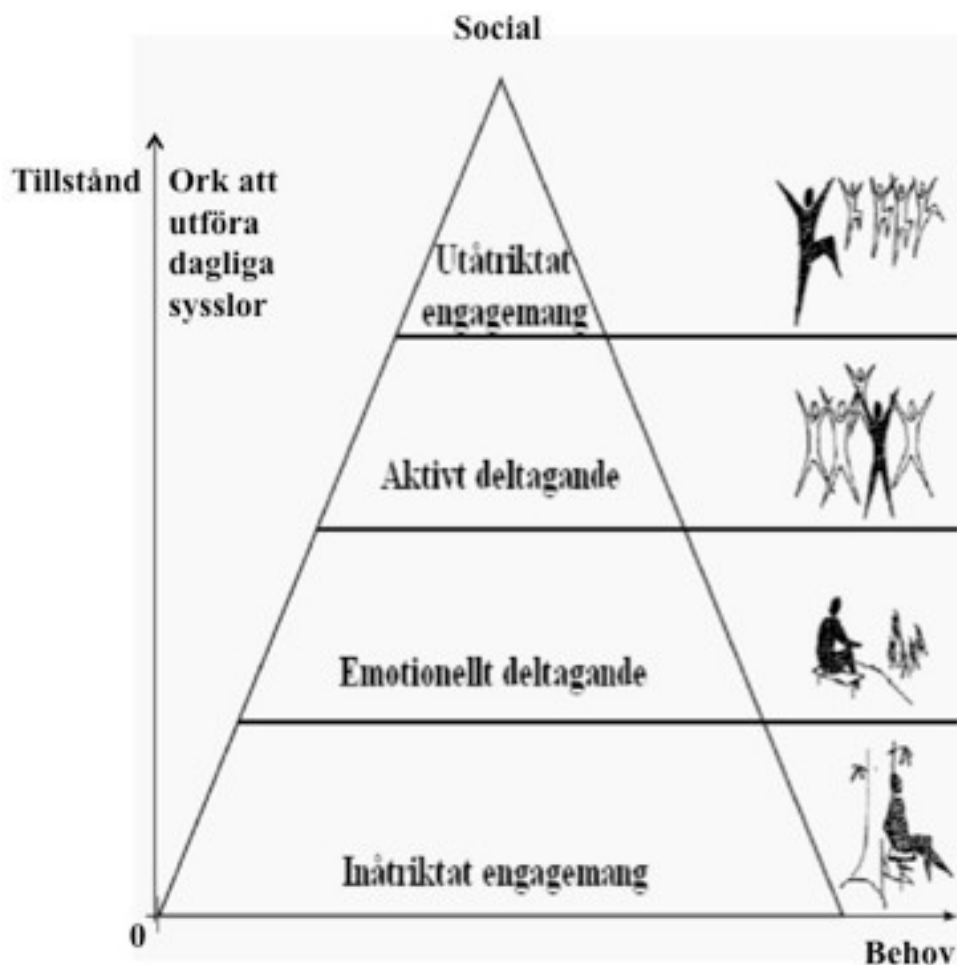 Social
Tillstånd
Ork att
utföra
dagliga
sysslor
Utåtriktat
engagemang
Aktivt deltagande
Emotionellt deltagande
Inåtriktat engagemang
0
Behov